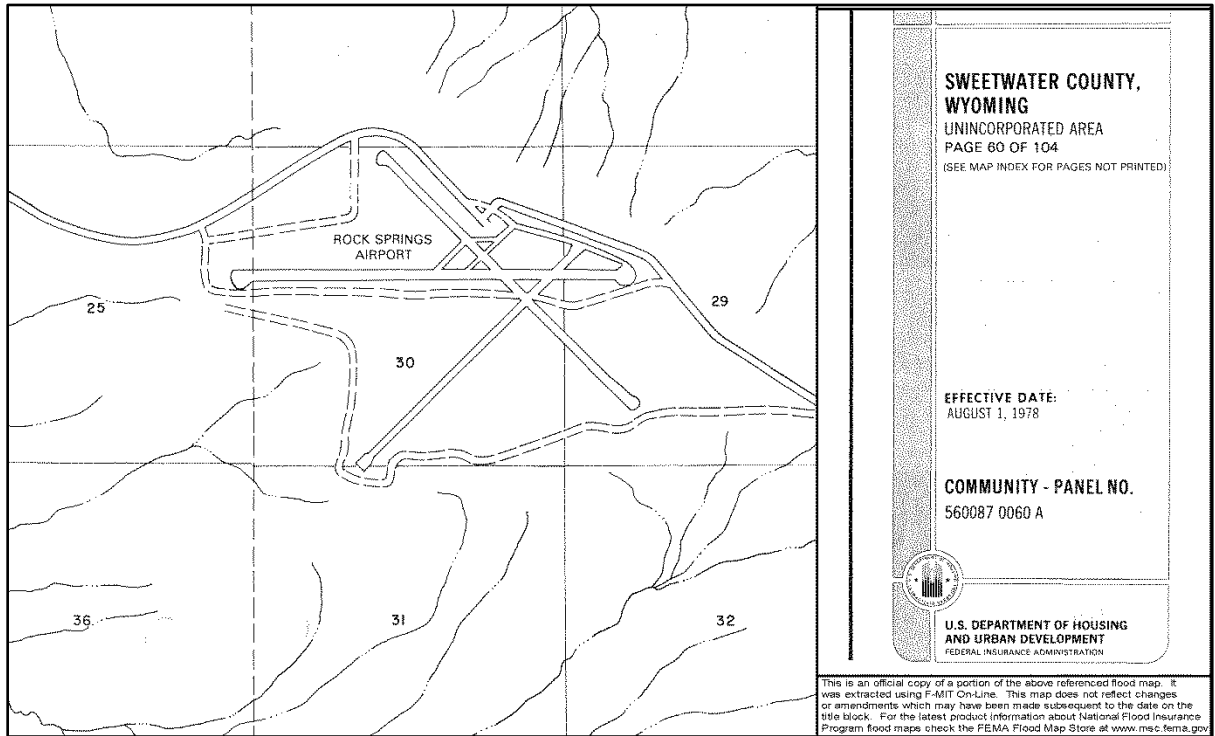 ROCK SPRINGS
AIRPORT
25
29
30
36
31
32
SWEETWATER COUNTY,
WYOMING
UNINCORPORATED AREA
PAGE 60 OF 104
(SEE MAP INDEX FOR PAGES NOT PRINTED)
EFFECTIVE DATE:
AUGUST 1, 1978
COMMUNITY - PANEL NO.
560087 0060 A
U.S. DEPARTMENT OF HOUSING
AND URBAN DEVELOPMENT
FEDERAL INSURANCE ADMINISTRATION
This is an official copy of a portion of the above referenced flood map. It
was extracted using F-MIT On-Line. This map does not reflect changes
or amendments which may have been made subsequent to the date on the
title block. For the latest product information about National Flood Insurance
Program flood maps check the FEMA Flood Map Store at www.msc.fema.gov